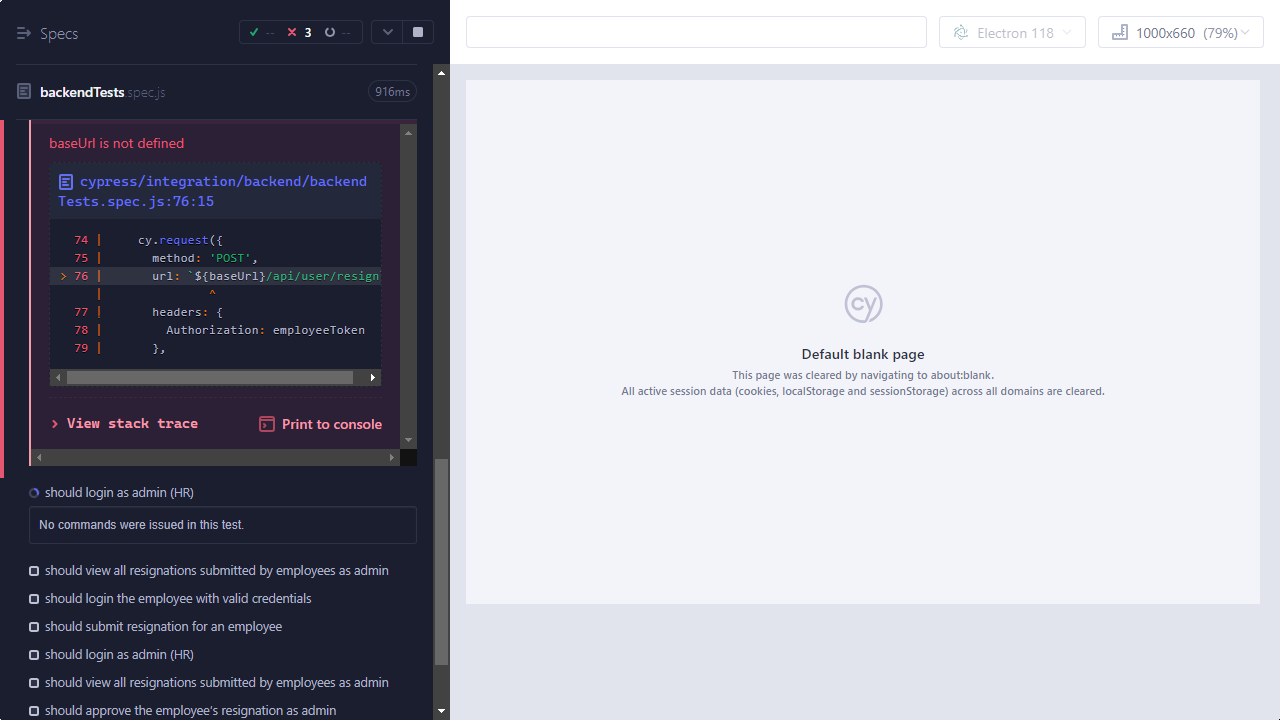 Specs
-- 3 --
Electron 118
1000x660 (79%)
backendTests.spec.js
916ms
baseUrl is not defined
cypress/integration/backend/backend
Tests.spec.js:76:15
74 | cy.request({
75 | method: 'POST',
> 76 | url: `${baseUrl}/api/user/resign
| ^
77 | headers: {
78 | Authorization: employeeToken
79 | },
View stack trace
Print to console
should login as admin (HR)
No commands were issued in this test.
should view all resignations submitted by employees as admin
should login the employee with valid credentials
should submit resignation for an employee
should login as admin (HR)
should view all resignations submitted by employees as admin
should approve the employee's resignation as admin
cy
Default blank page
This page was cleared by navigating to about:blank.
All active session data (cookies, localStorage and sessionStorage) across all domains are cleared.